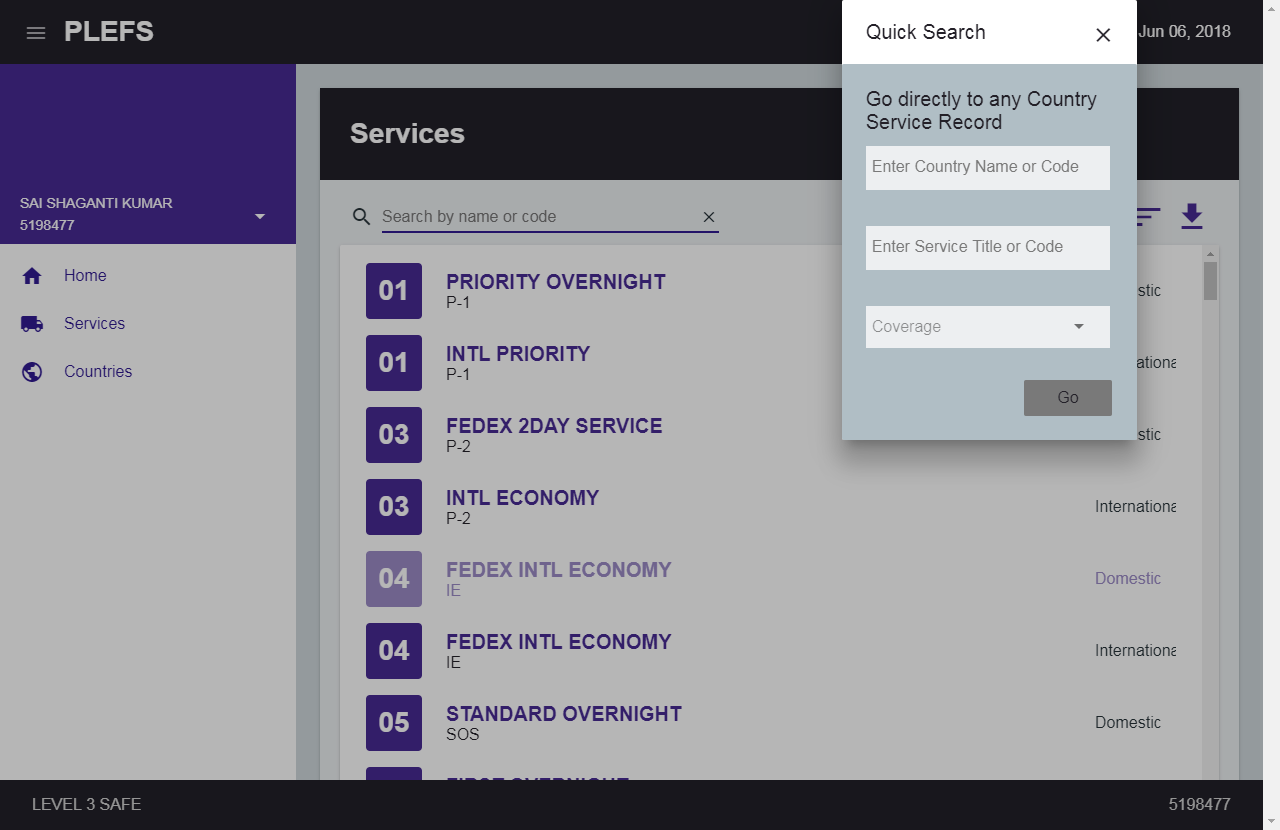 PLEFS
Jun 06, 2018
Quick Search
Go directly to any Country
Service Record
Enter Country Name or Code
Enter Service Title or Code
Coverage
Go
SAI SHAGANTI KUMAR
5198477
Home
Services
Countries
Services
Search by name or code
01 PRIORITY OVERNIGHT
P-1
stic
01 INTL PRIORITY
P-1
ationa
03 FEDEX 2DAY SERVICE
P-2
stic
03 INTL ECONOMY
P-2
Internationa
04 FEDEX INTL ECONOMY
IE
Domestic
04 FEDEX INTL ECONOMY
IE
Internationa
05 STANDARD OVERNIGHT
SOS
Domestic
FIRST OVERNIGHT
LEVEL 3 SAFE
5198477